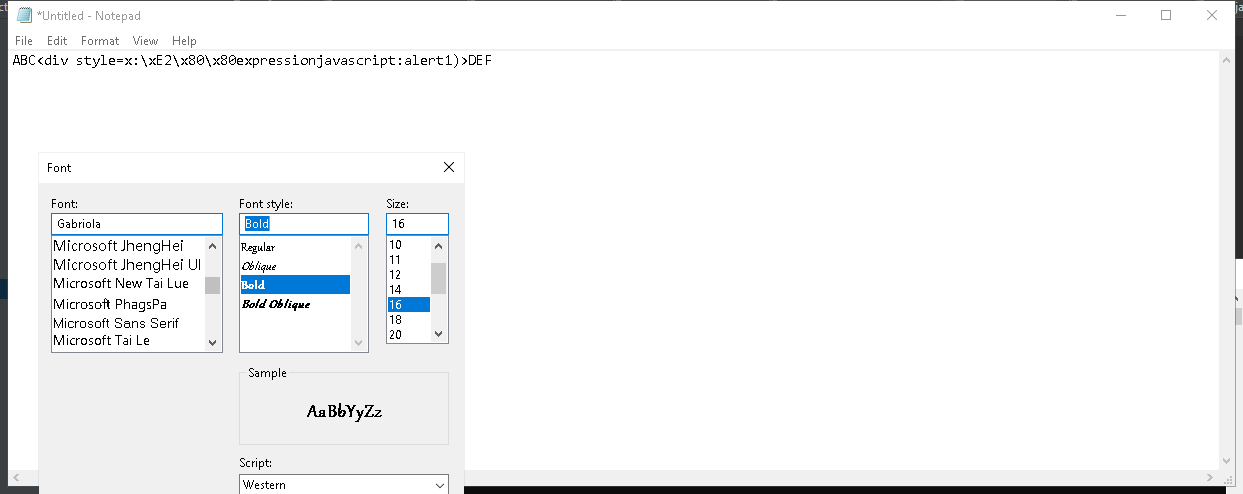 *Untitled - Notepad
File Edit Format View Help
ABC<div style=x:\xE2\x80\x80expressionjavascript:alert1)>DEF
Font
Font: Font style: Size:
Gabriola Bold 16
Microsoft JhengHei Regular 10
Microsoft JhengHei UI Oblique 11
Microsoft New Tai Lue Bold 12
Microsoft PhagsPa Bold Oblique 14
Microsoft Sans Serif 16
Microsoft Tai Le 18
20
Sample
AaBbYyZz
Script:
Western